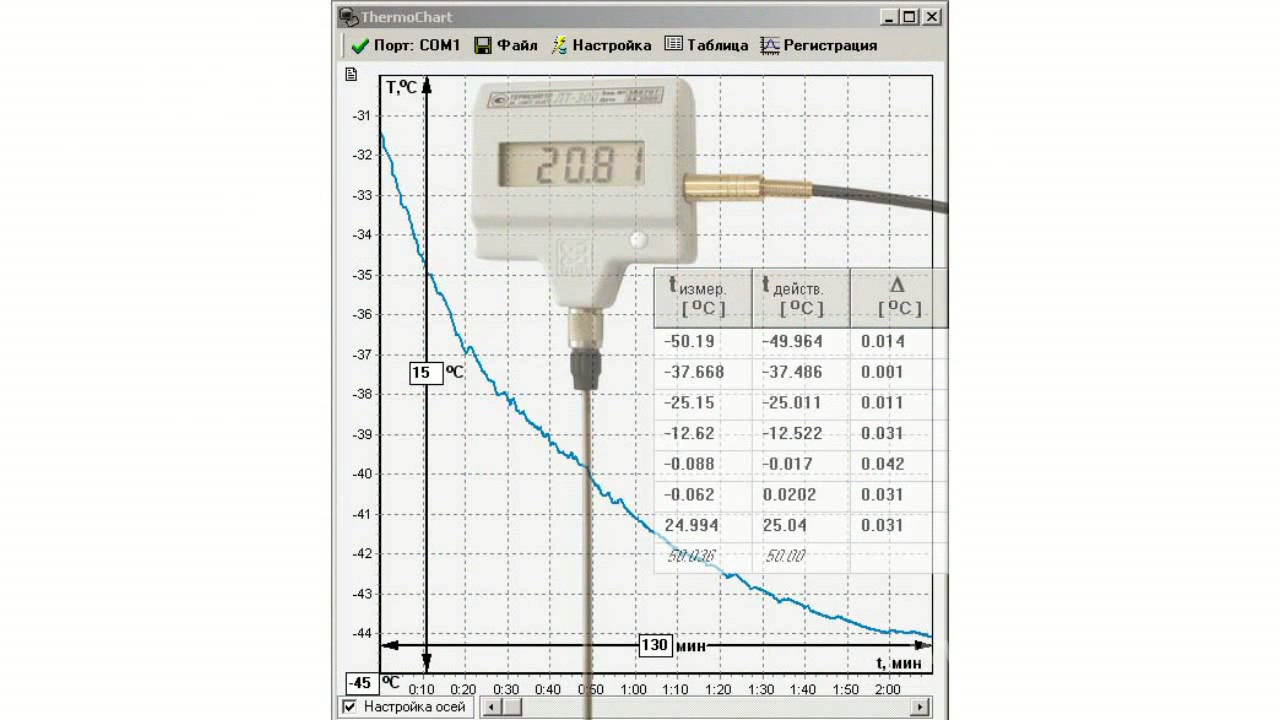 ThermoChart
Порт: COM1 Файл Настройка Таблица Регистрация
T,ºC
-31
-32
-33
-34
-35
-36
-37
-38
-39
-40
-41
-42
-43
-44
ЛТ-300
20.81
15 ºC
t измер. [ ºC ] t действ. [ ºC ] Δ [ ºC ]
-50.19 -49.964 0.014
-37.668 -37.486 0.001
-25.15 -25.011 0.011
-12.62 -12.522 0.031
-0.088 -0.017 0.042
-0.062 0.0202 0.031
24.994 25.04 0.031
50.036 50.00
130 мин
t, мин
-45 ºC
0:10 0:20 0:30 0:40 0:50 1:00 1:10 1:20 1:30 1:40 1:50 2:00
Настройка осей